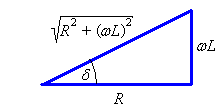 √(R² + (ωL)²)
ωL
δ
R